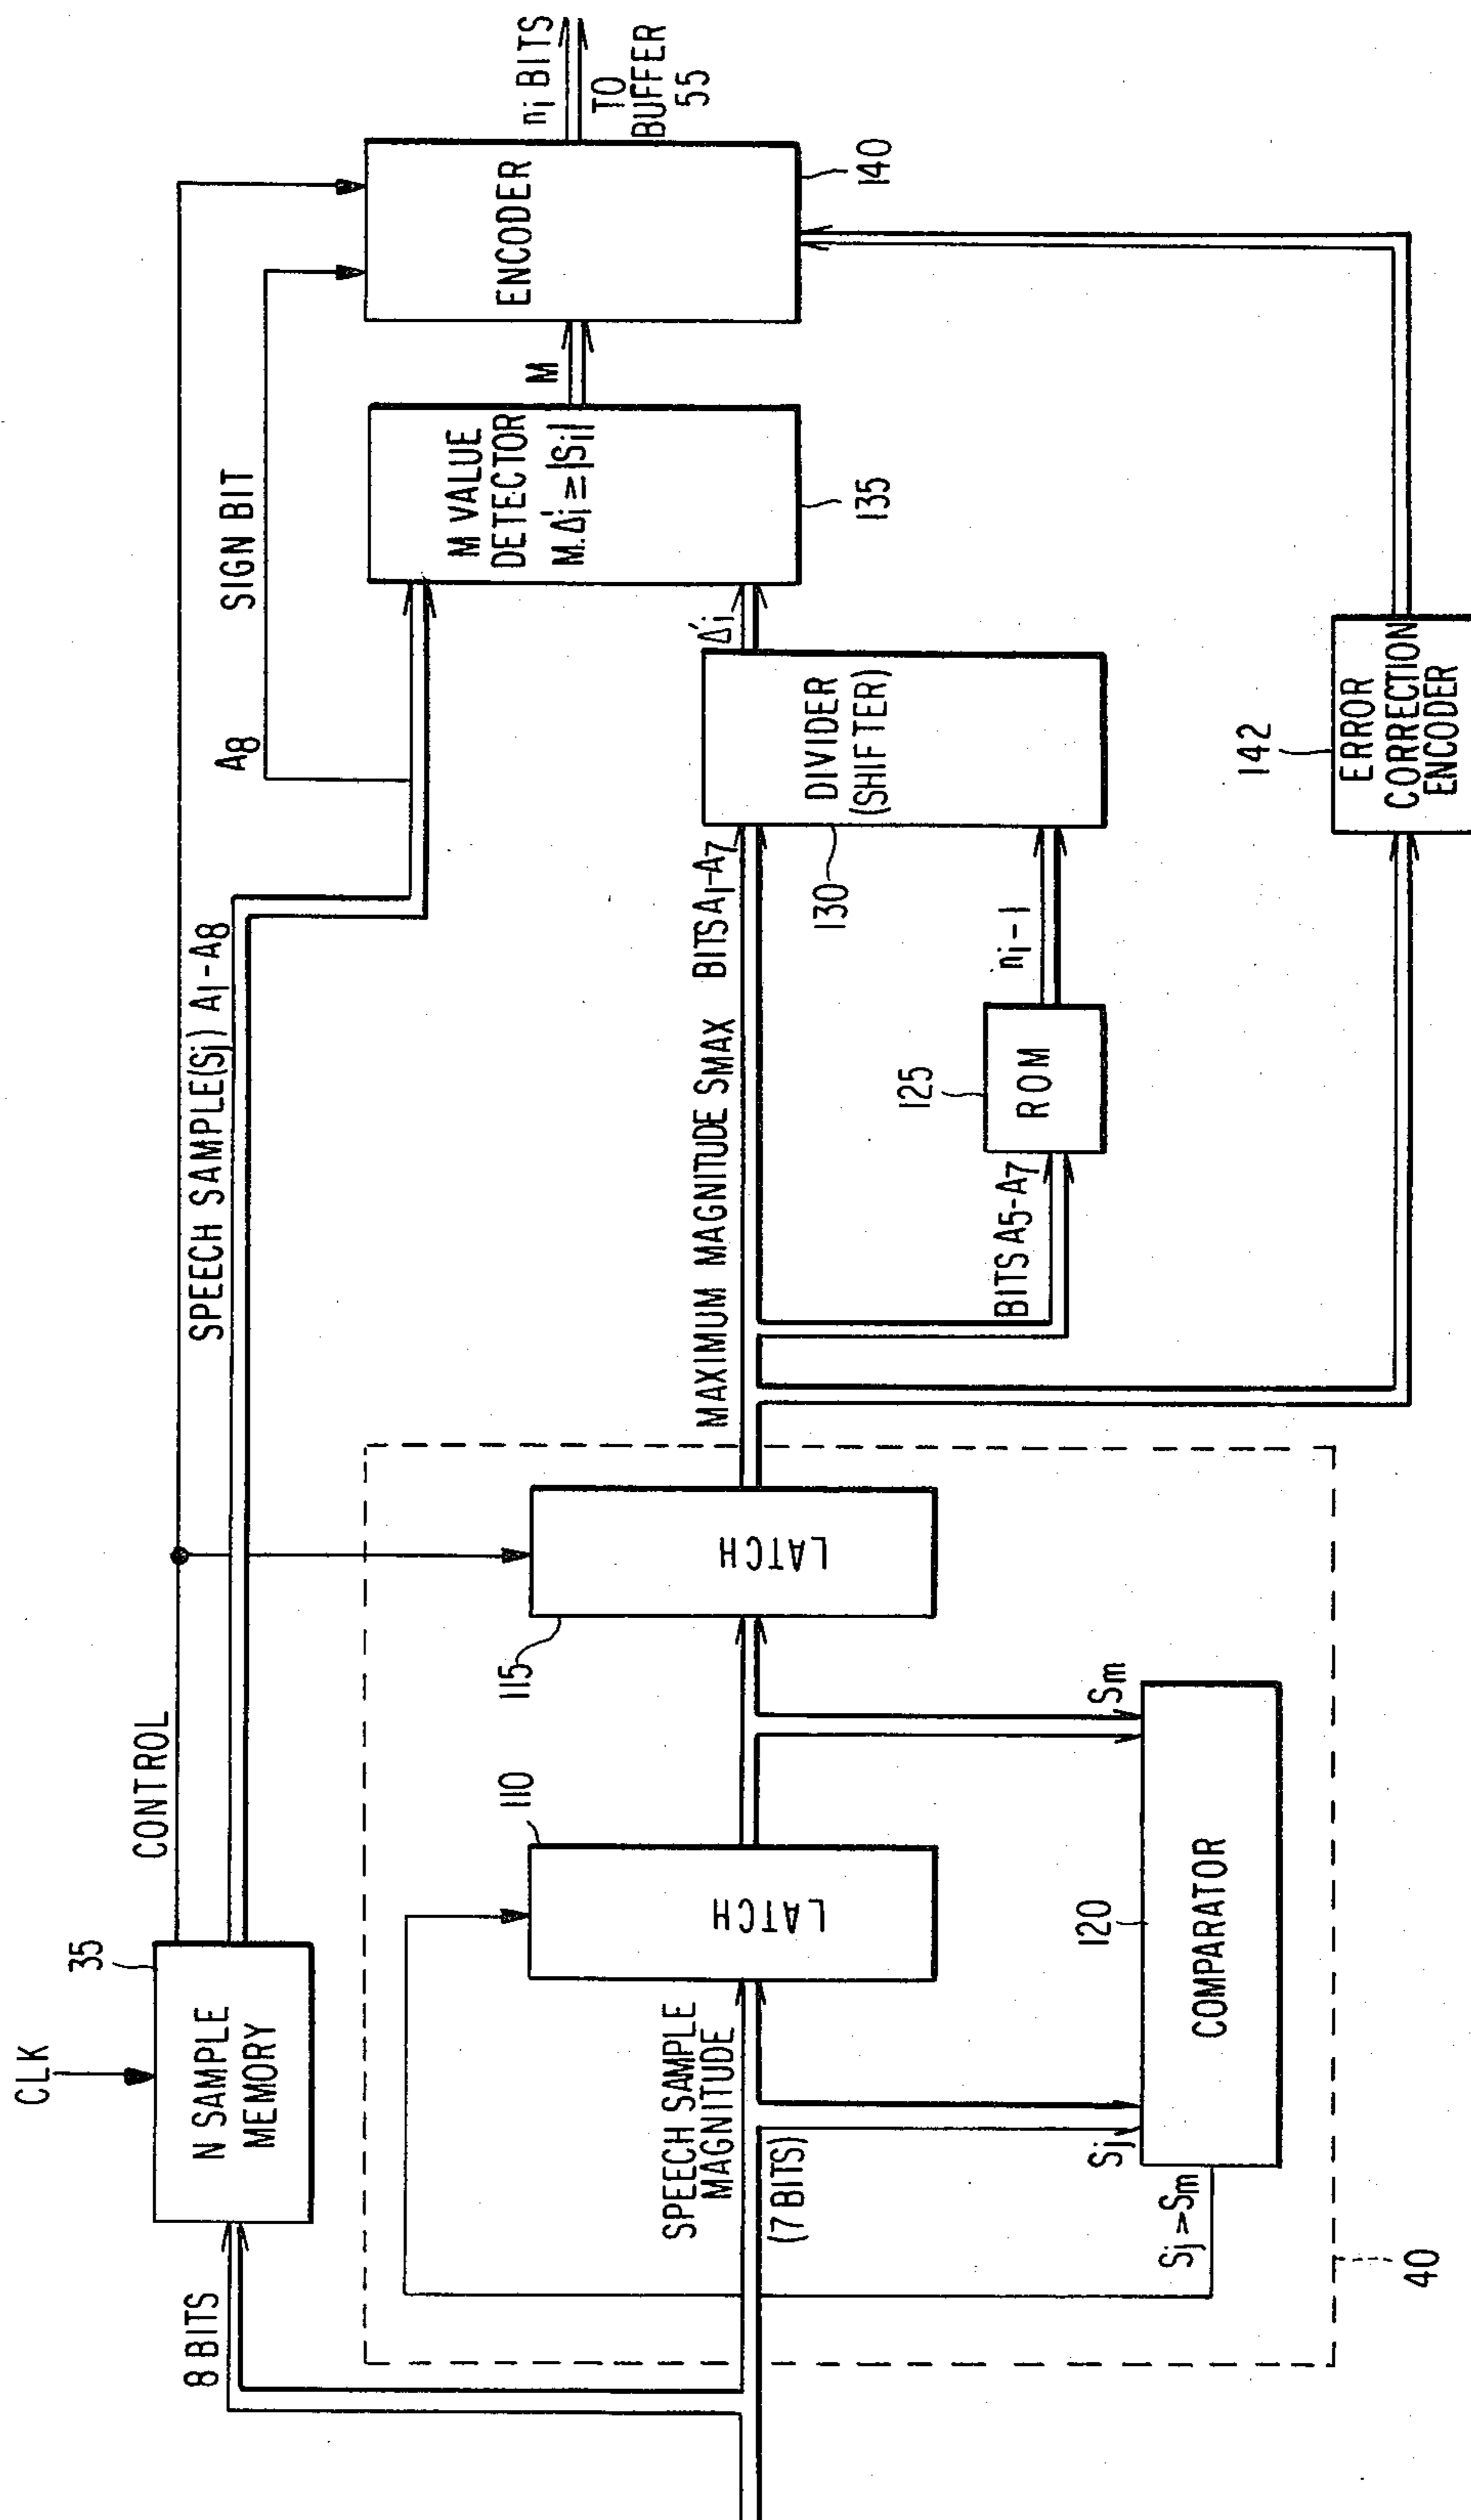 CLK
8 BITS
N SAMPLE
MEMORY
35
CONTROL
SPEECH SAMPLE(Sj) A1-A8
A8
SIGN BIT
SPEECH SAMPLE
MAGNITUDE
(7 BITS)
LATCH
110
LATCH
115
Sj
Sm
Sj>Sm
120
COMPARATOR
40
MAXIMUM MAGNITUDE SMAX BITS A1-A7
BITS A5-A7
125
ROM
ni-1
130
DIVIDER
(SHIFTER)
Δ'i
M VALUE
DETECTOR
M.Δ'i≥|Si|
135
M
ENCODER
140
ni BITS
TO
BUFFER
55
142
ERROR
CORRECTION
ENCODER